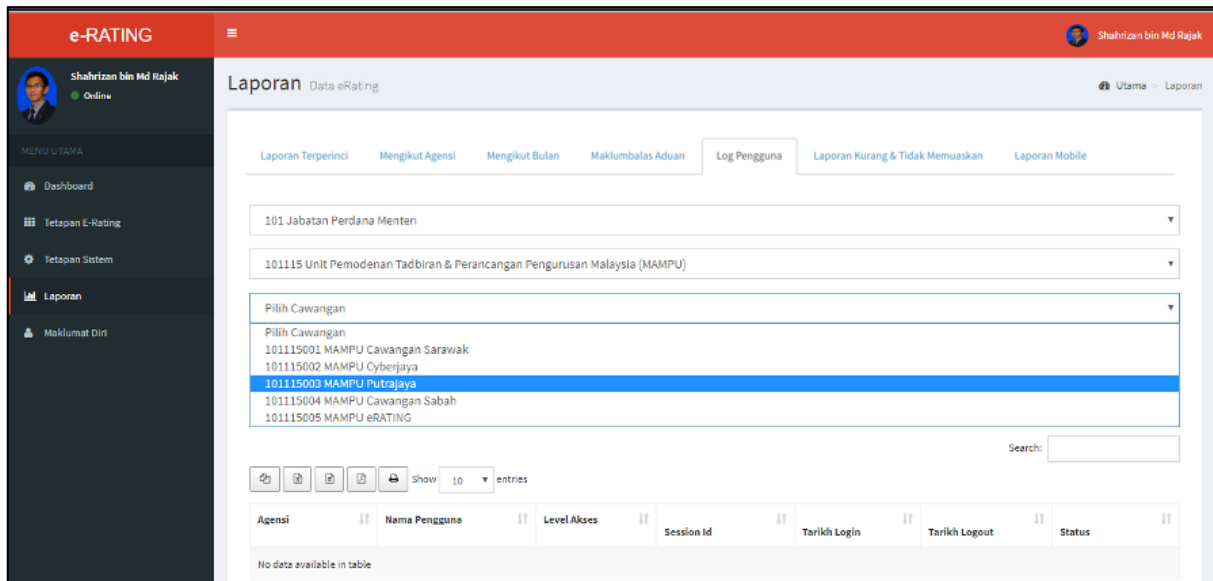 e-RATING
Shahrizan bin Md Rajak
Shahrizan bin Md Rajak
Online
Laporan Data eRating
Utama > Laporan
MENU UTAMA
Dashboard
Tetapan E-Rating
Tetapan Sistem
Laporan
Maklumat Diri
Laporan Terperinci Mengikut Agensi Mengikut Bulan Maklumbalas Aduan Log Pengguna Laporan Kurang & Tidak Memuaskan Laporan Mobile
101 Jabatan Perdana Menteri
101115 Unit Pemodenan Tadbiran & Perancangan Pengurusan Malaysia (MAMPU)
Pilih Cawangan
Pilih Cawangan
101115001 MAMPU Cawangan Sarawak
101115002 MAMPU Cyberjaya
101115003 MAMPU Putrajaya
101115004 MAMPU Cawangan Sabah
101115005 MAMPU eRATING
Search:
Show 10 entries
Agensi Nama Pengguna Level Akses Session Id Tarikh Login Tarikh Logout Status
No data available in table